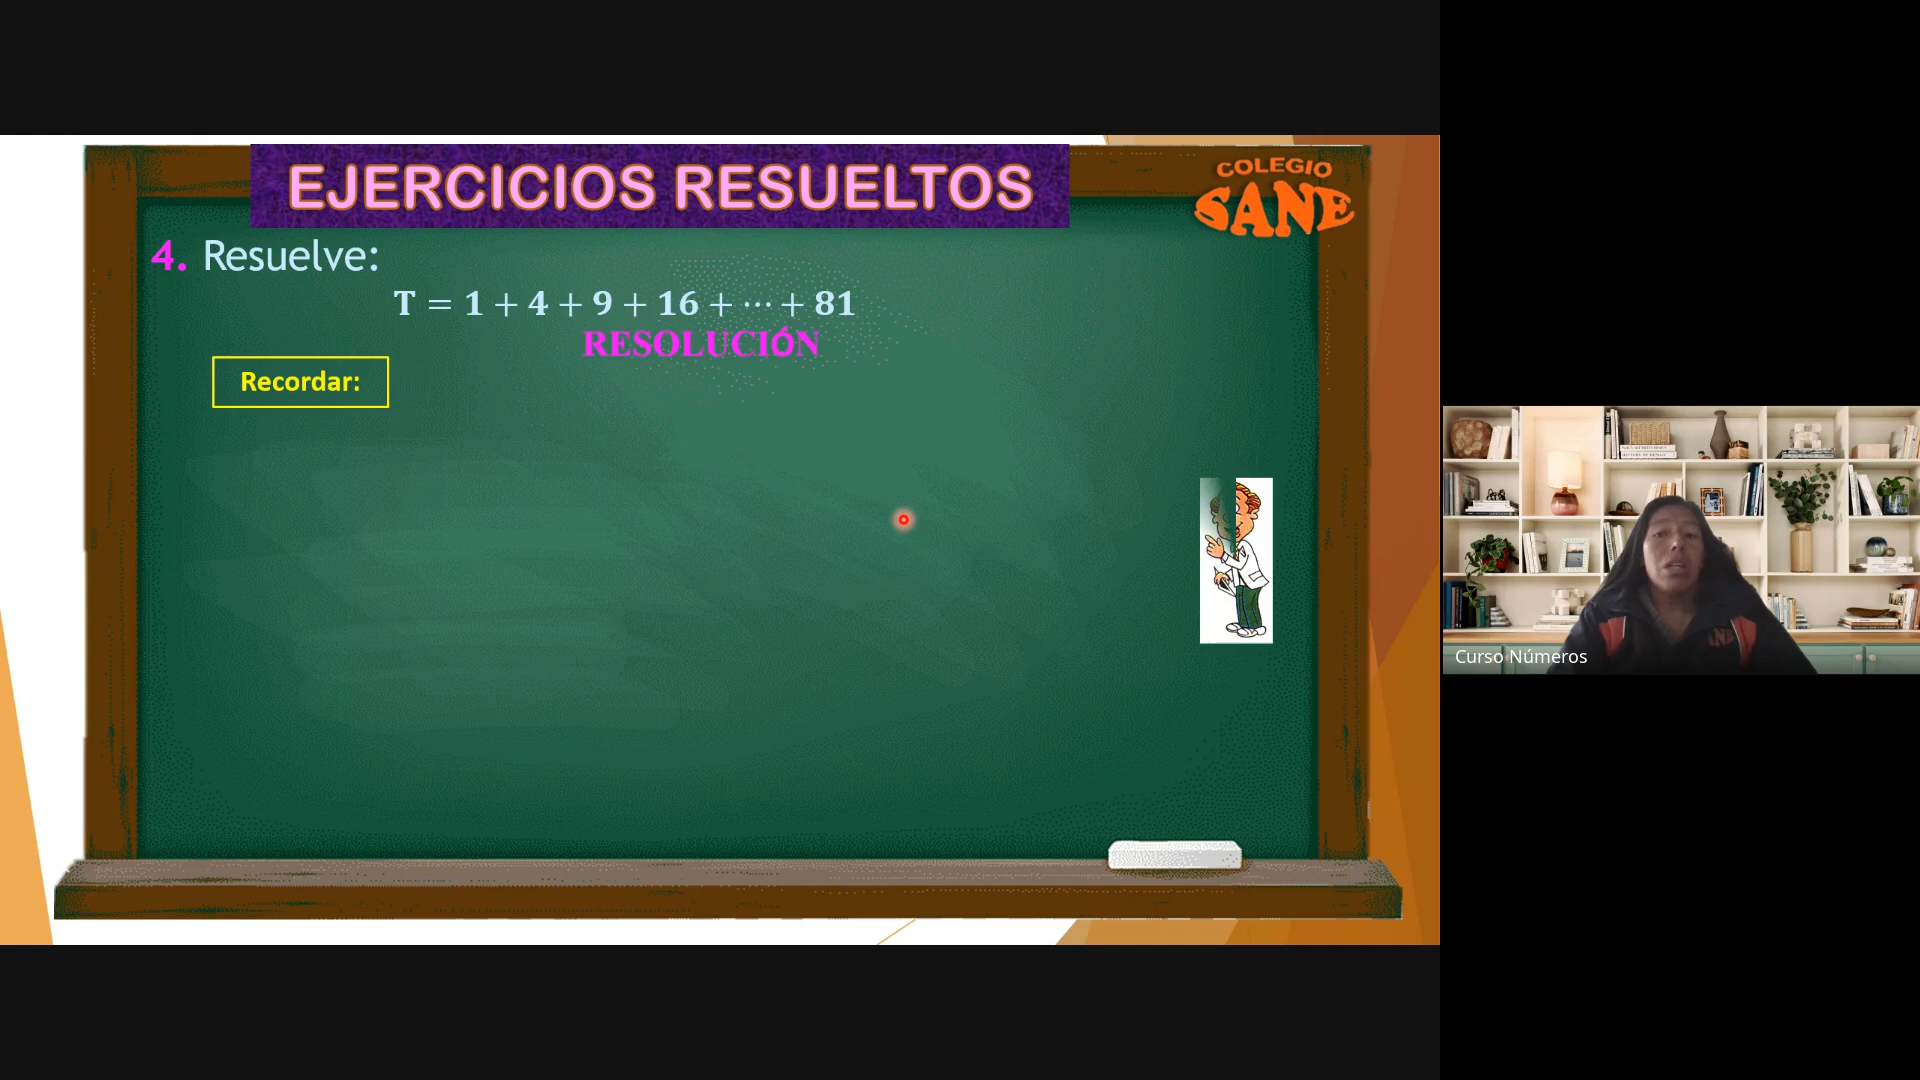 EJERCICIOS RESUELTOS
COLEGIO
SANE
4. Resuelve:
T = 1 + 4 + 9 + 16 + ⋯ + 81
RESOLUCIÓN
Recordar:
Curso Números